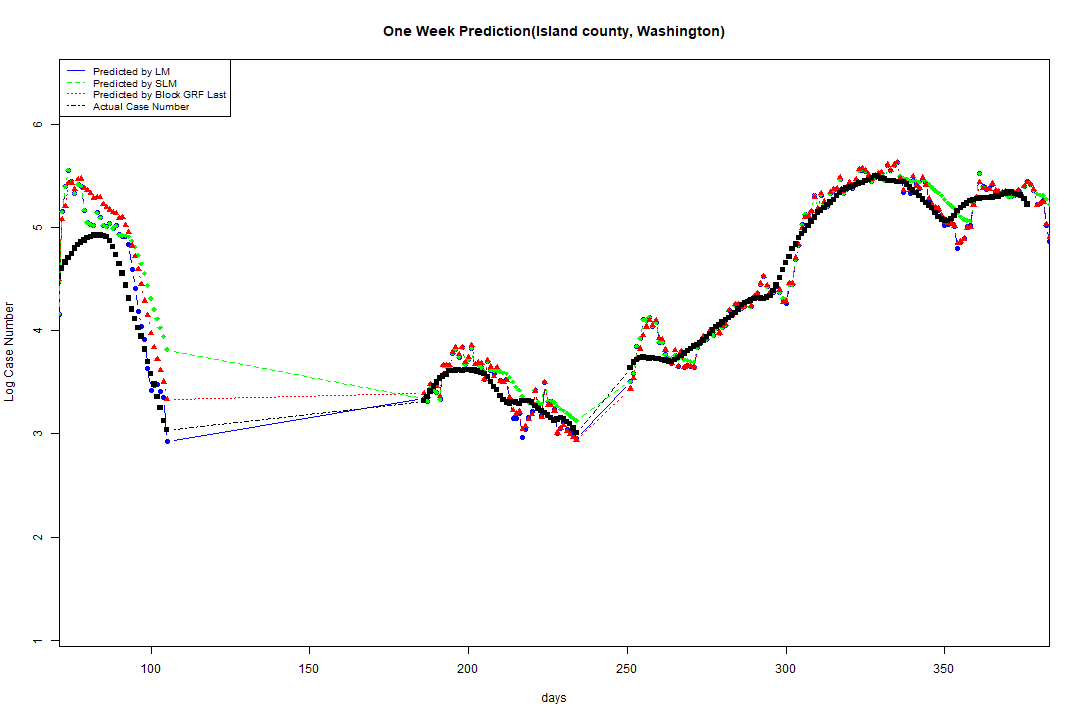 One Week Prediction(Island county, Washington)
Predicted by LM
Predicted by SLM
Predicted by Block GRF Last
Actual Case Number
Log Case Number
6
5
4
3
2
1
100 150 200 250 300 350
days